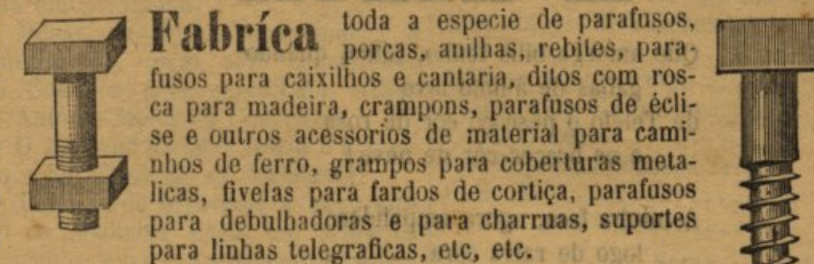 Fabríca toda a especie de parafusos,
porcas, anilhas, rebites, para-
fusos para caixilhos e cantaria, ditos com ros-
ca para madeira, crampons, parafusos de écli-
se e outros acessorios de material para cami-
nhos de ferro, grampos para coberturas meta-
licas, fivelas para fardos de cortiça, parafusos
para debulhadoras e para charruas, suportes
para linhas telegraficas, etc, etc.